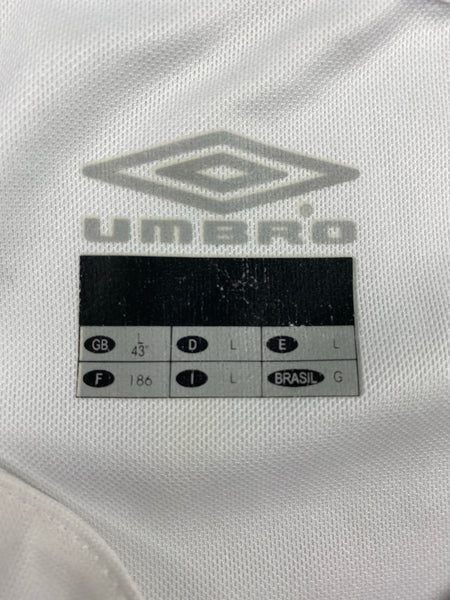 UMBRO
GB L 43" D L E L
F 186 I L BRASIL G